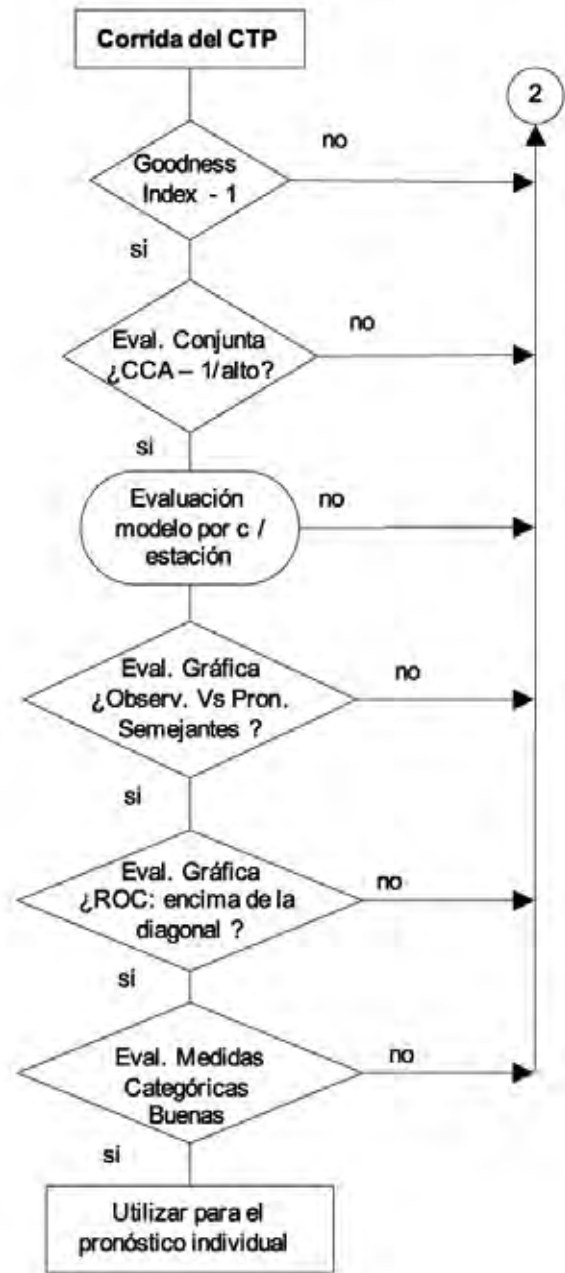 Corrida del CTP
2
no
Goodness
Index - 1
si
no
Eval. Conjunta
¿CCA – 1/alto?
si
Evaluación
modelo por c /
estación
no
Eval. Gráfica
¿Observ. Vs Pron.
Semejantes ?
no
si
Eval. Gráfica
¿ROC: encima de la
diagonal ?
no
si
Eval. Medidas
Categóricas
Buenas
no
si
Utilizar para el
pronóstico individual